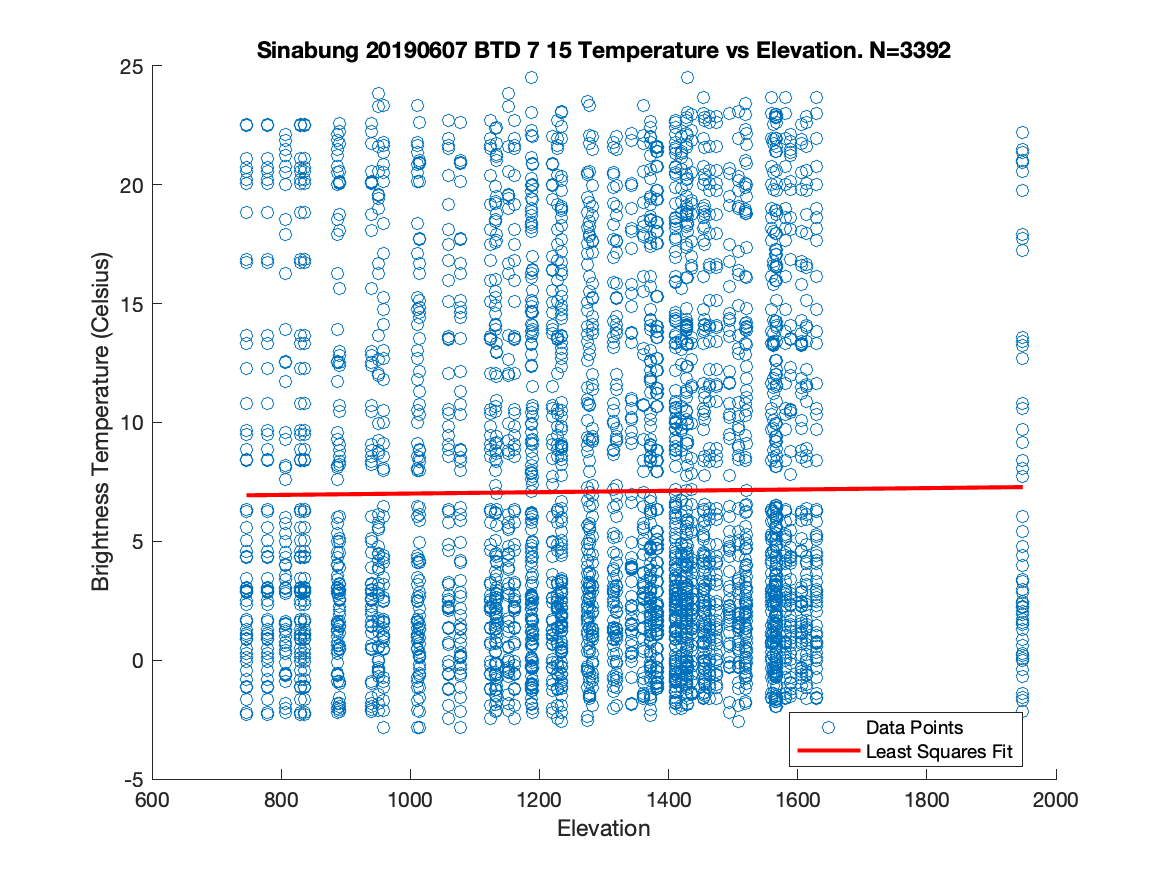 Sinabung 20190607 BTD 7 15 Temperature vs Elevation. N=3392
25
20
15
10
5
0
-5
Brightness Temperature (Celsius)
600 800 1000 1200 1400 1600 1800 2000
Elevation
Data Points
Least Squares Fit